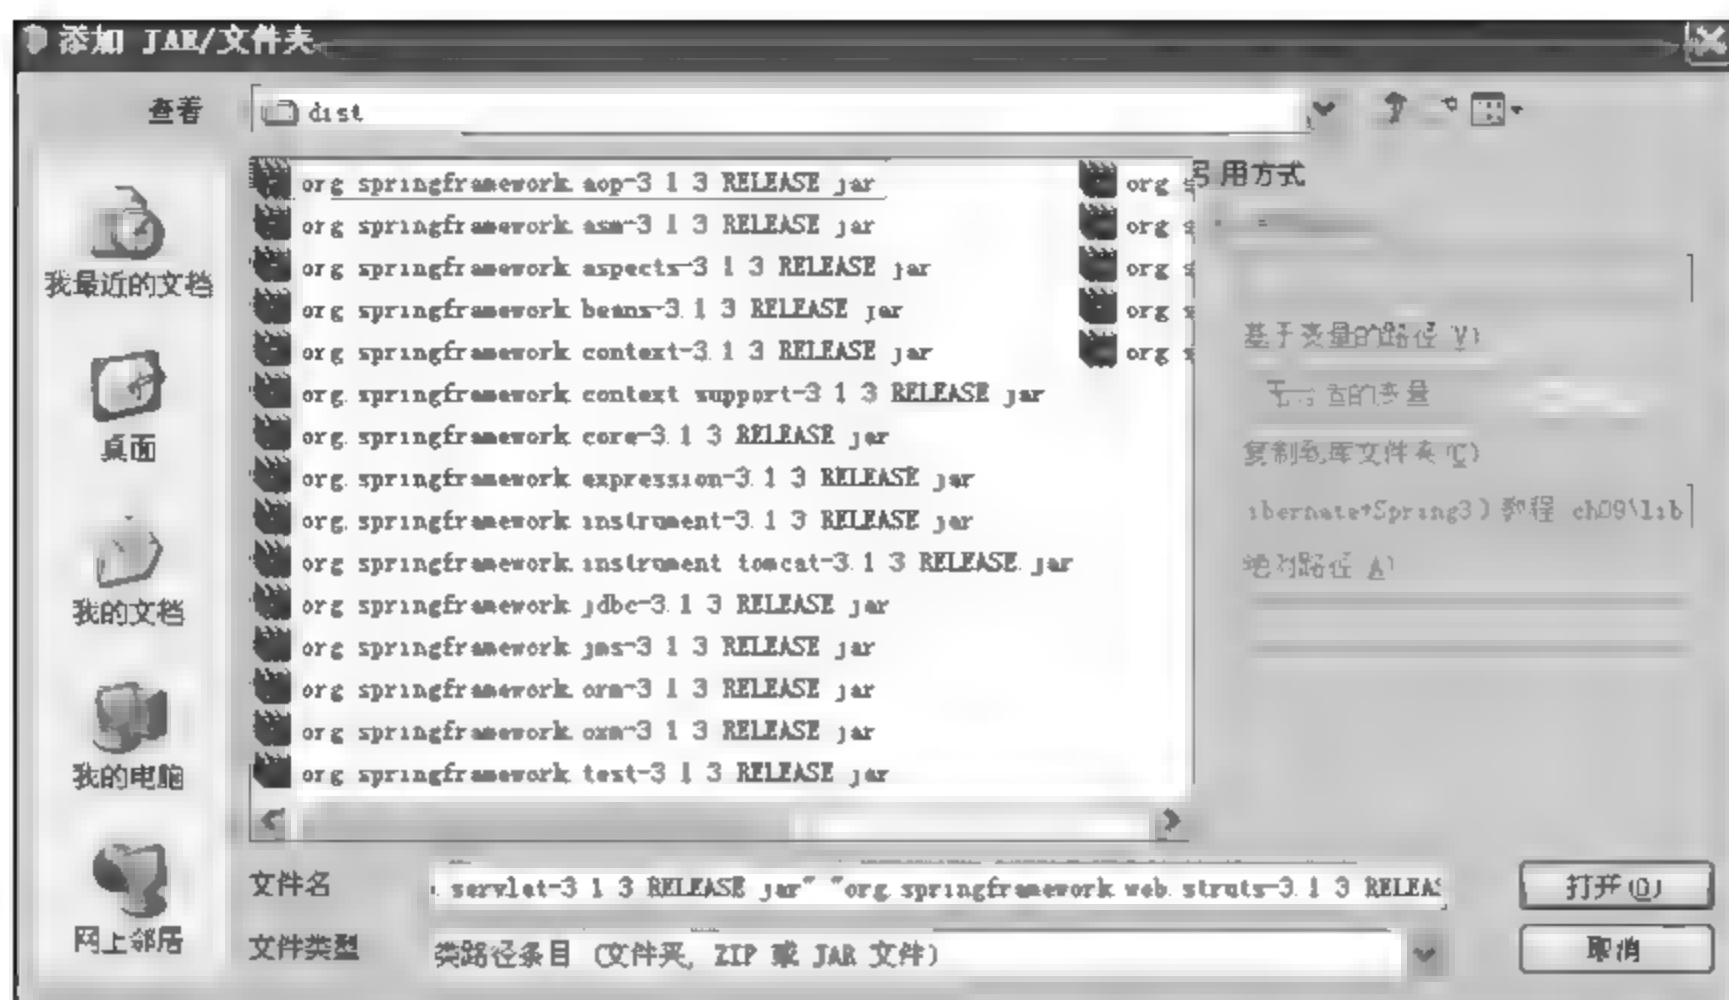 添加 JAR/文件夹
查看
dist
我最近的文档
桌面
我的文档
我的电脑
网上邻居
org springframework aop-3 1 3 RELEASE jar
org springframework asm-3 1 3 RELEASE jar
org springframework aspects-3 1 3 RELEASE jar
org springframework beans-3.1 3 RELEASE jar
org springframework context-3.1 3 RELEASE jar
org springframework context support-3 1 3 RELEASE jar
org springframework core-3.1 3 RELEASE jar
org springframework expression-3.1 3 RELEASE jar
org springframework instrument-3.1 3 RELEASE jar
org springframework instrument tomcat-3.1 3 RELEASE jar
org springframework jdbc-3.1 3 RELEASE jar
org springframework jms-3 1 3 RELEASE jar
org springframework orm-3 1 3 RELEASE jar
org springframework oxm-3 1 3 RELEASE jar
org springframework test-3 1 3 RELEASE jar
org s
org s
org s
org s
org s
引用方式
基于变量的路径 V)
的变量
复制到库文件夹 (C)
ibernate+Spring3)教程 ch09\lib
绝对路径 A)
文件名
servlet-3 1 3 RELEASE jar" "org springframework web struts-3.1 3 RELEAS
打开(O)
文件类型
类路径条目 (文件夹, ZIP 或 JAR 文件)
取消